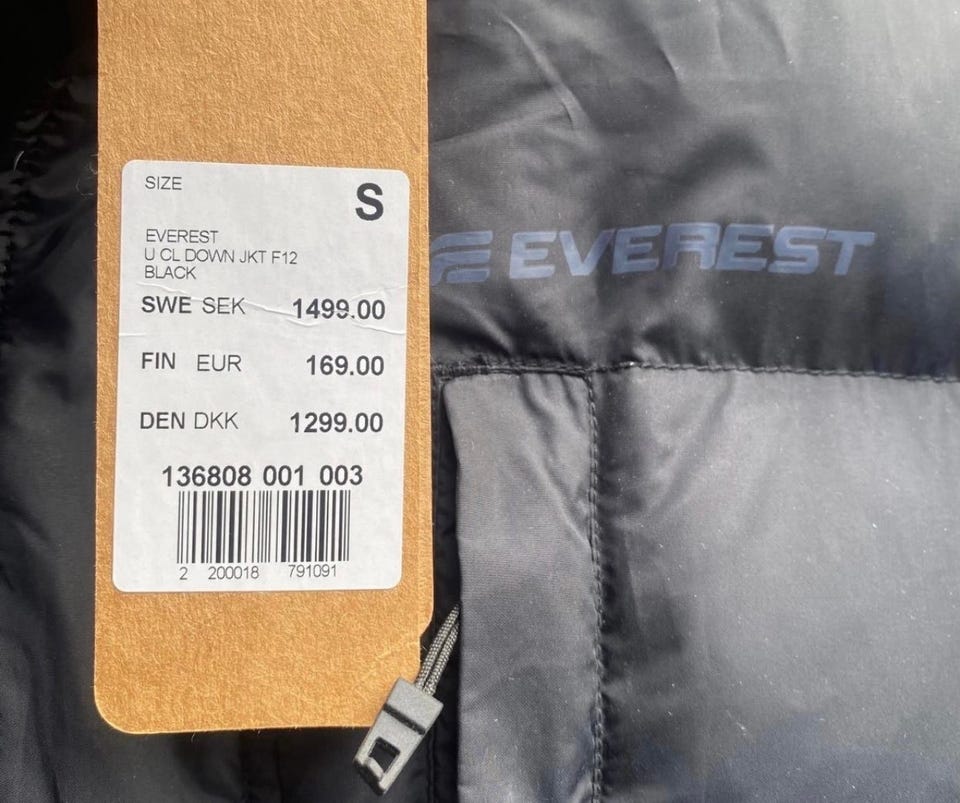 SIZE
S
EVEREST
U CL DOWN JKT F12
BLACK
SWE SEK 1499.00
FIN EUR 169.00
DEN DKK 1299.00
136808 001 003
2 200018 791091
EVEREST